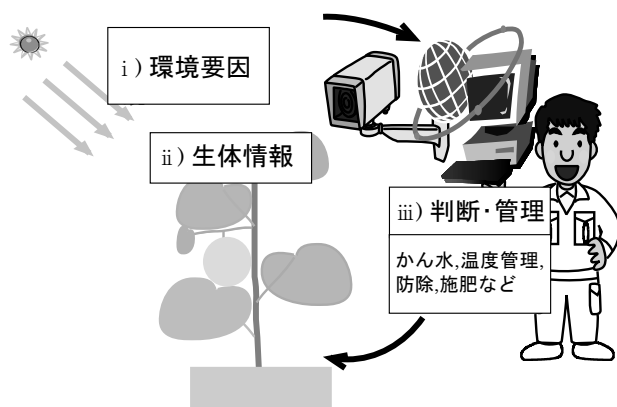 ⅰ) 環境要因
ⅱ) 生体情報
ⅲ) 判断・管理
かん水,温度管理,
防除,施肥など